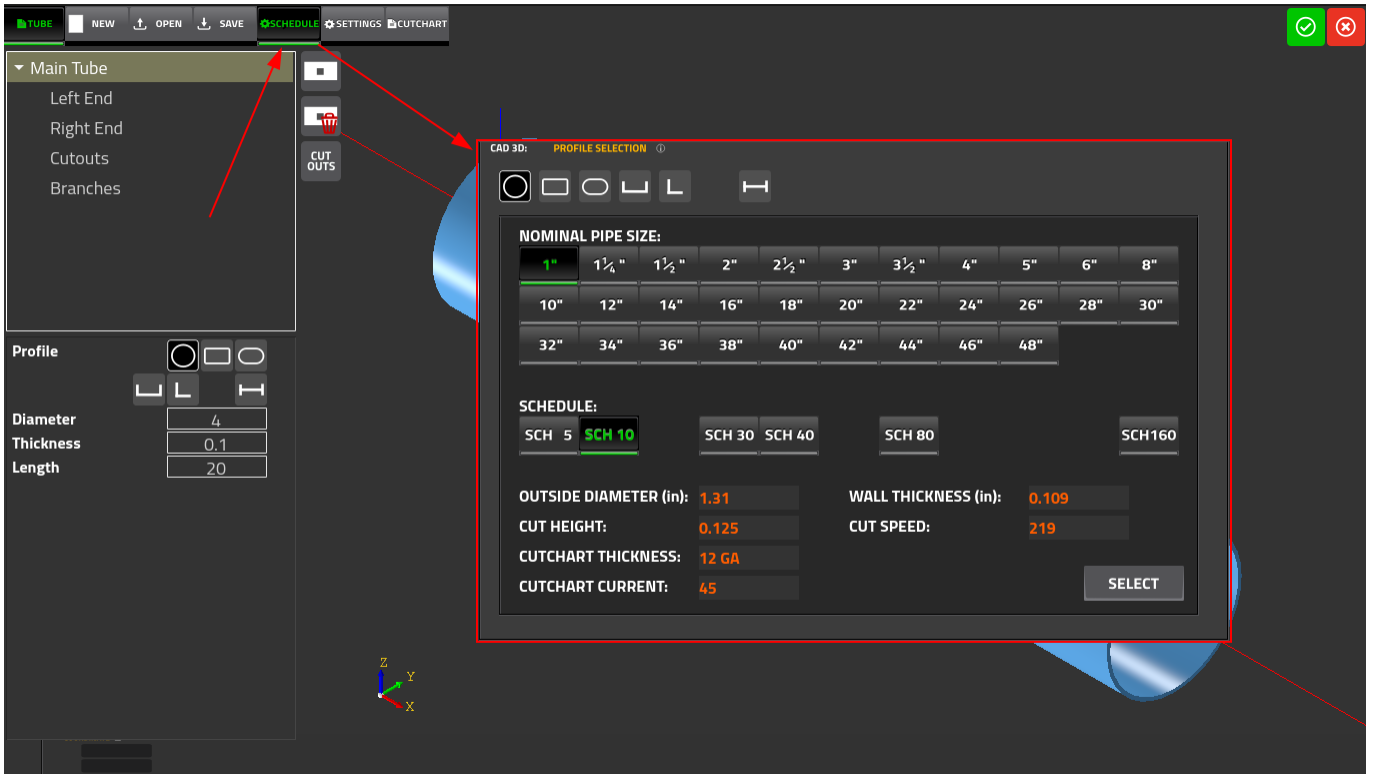 TUBE NEW OPEN SAVE SCHEDULE SETTINGS CUTCHART
Main Tube
Left End
Right End
Cutouts
Branches
CUT
OUTS
Profile
Diameter 4
Thickness 0.1
Length 20
CAD 3D: PROFILE SELECTION
NOMINAL PIPE SIZE:
1" 1¼ " 1½ " 2" 2½ " 3" 3½ " 4" 5" 6" 8"
10" 12" 14" 16" 18" 20" 22" 24" 26" 28" 30"
32" 34" 36" 38" 40" 42" 44" 46" 48"
SCHEDULE:
SCH 5 SCH 10 SCH 30 SCH 40 SCH 80 SCH160
OUTSIDE DIAMETER (in): 1.31 WALL THICKNESS (in): 0.109
CUT HEIGHT: 0.125 CUT SPEED: 219
CUTCHART THICKNESS: 12 GA
CUTCHART CURRENT: 45
SELECT
Z
Y
X